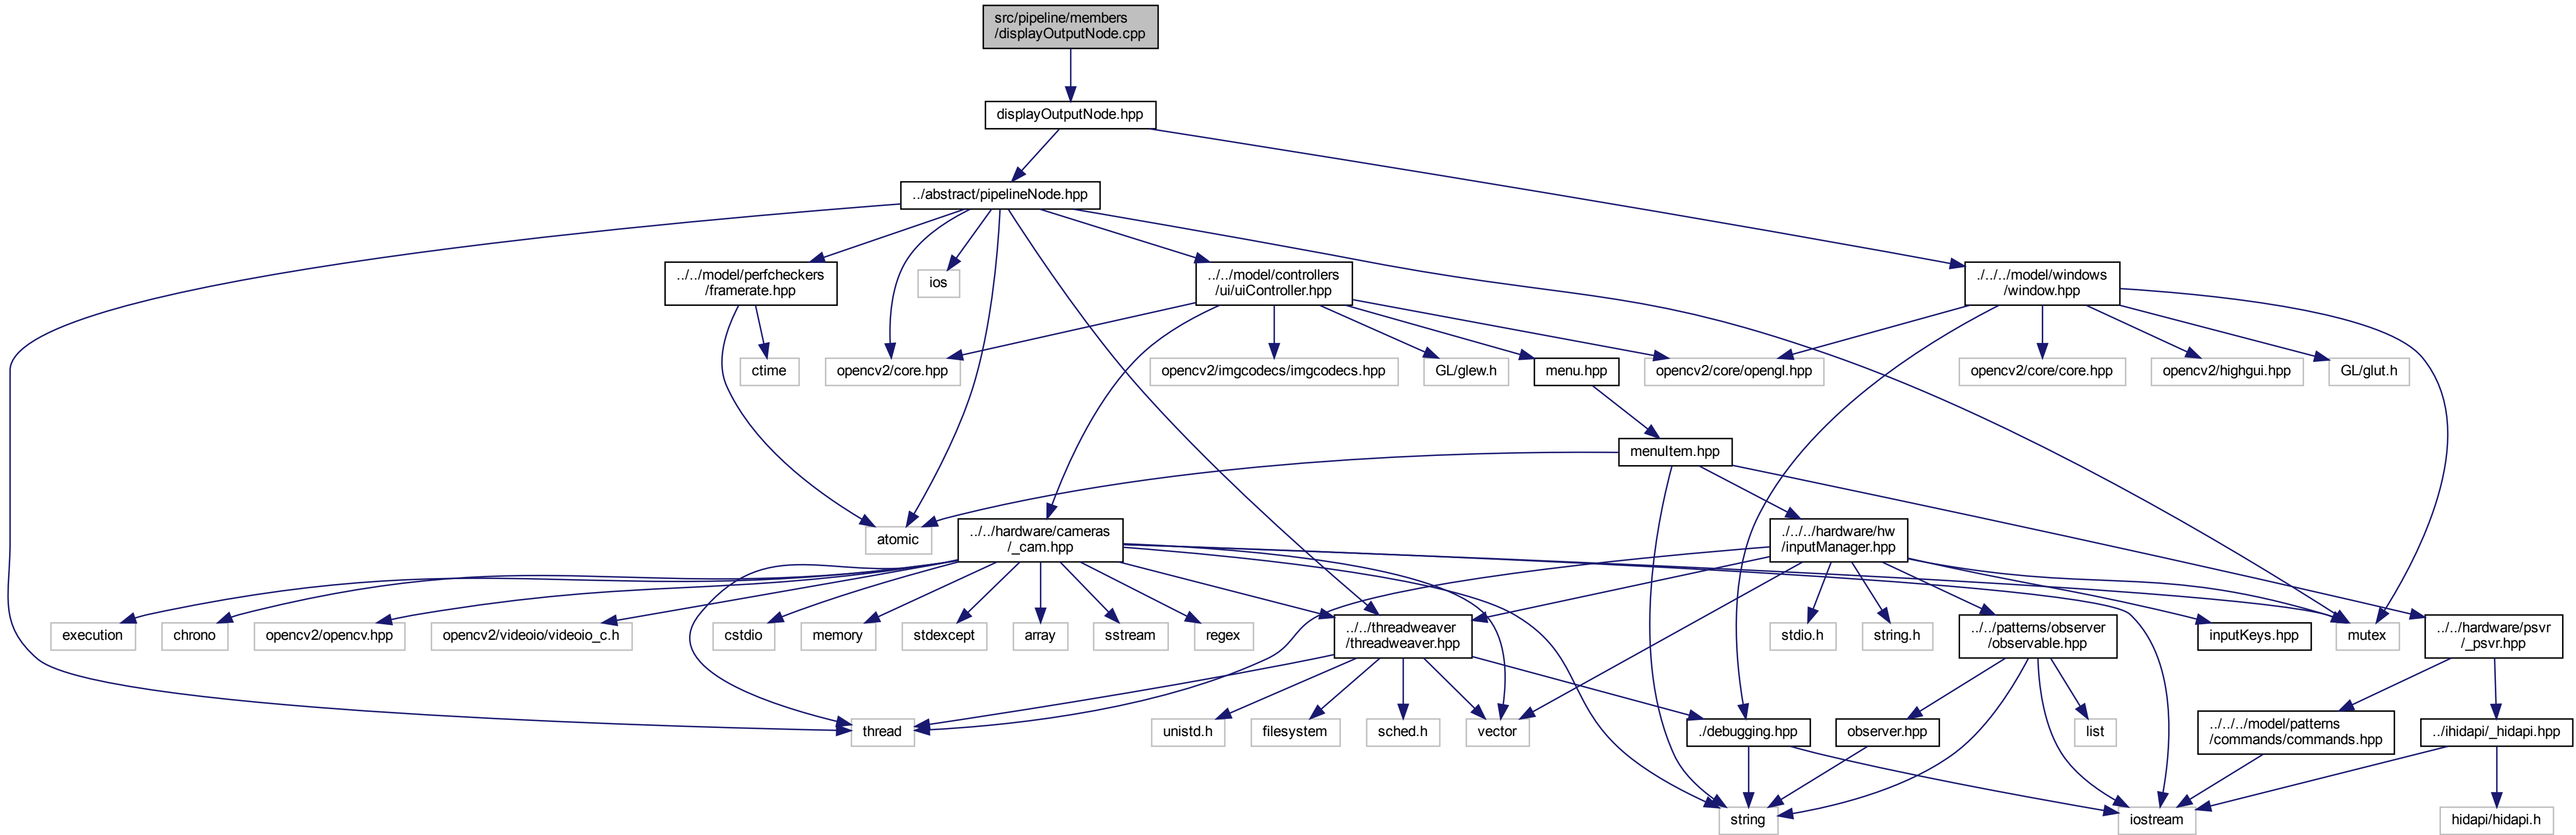 src/pipeline/members
/displayOutputNode.cpp
displayOutputNode.hpp
../abstract/pipelineNode.hpp
../../model/perfcheckers
/framerate.hpp
ios
../../model/controllers
/ui/uiController.hpp
./../../model/windows
/window.hpp
ctime
opencv2/core.hpp
opencv2/imgcodecs/imgcodecs.hpp
GL/glew.h
menu.hpp
opencv2/core/opengl.hpp
opencv2/core/core.hpp
opencv2/highgui.hpp
GL/glut.h
menuItem.hpp
atomic
../../hardware/cameras
/_cam.hpp
./../../hardware/hw
/inputManager.hpp
execution
chrono
opencv2/opencv.hpp
opencv2/videoio/videoio_c.h
cstdio
memory
stdexcept
array
sstream
regex
../../threadweaver
/threadweaver.hpp
stdio.h
string.h
../../patterns/observer
/observable.hpp
inputKeys.hpp
mutex
../../hardware/psvr
/_psvr.hpp
thread
unistd.h
filesystem
sched.h
vector
./debugging.hpp
observer.hpp
list
../../../model/patterns
/commands/commands.hpp
../ihidapi/_hidapi.hpp
string
iostream
hidapi/hidapi.h